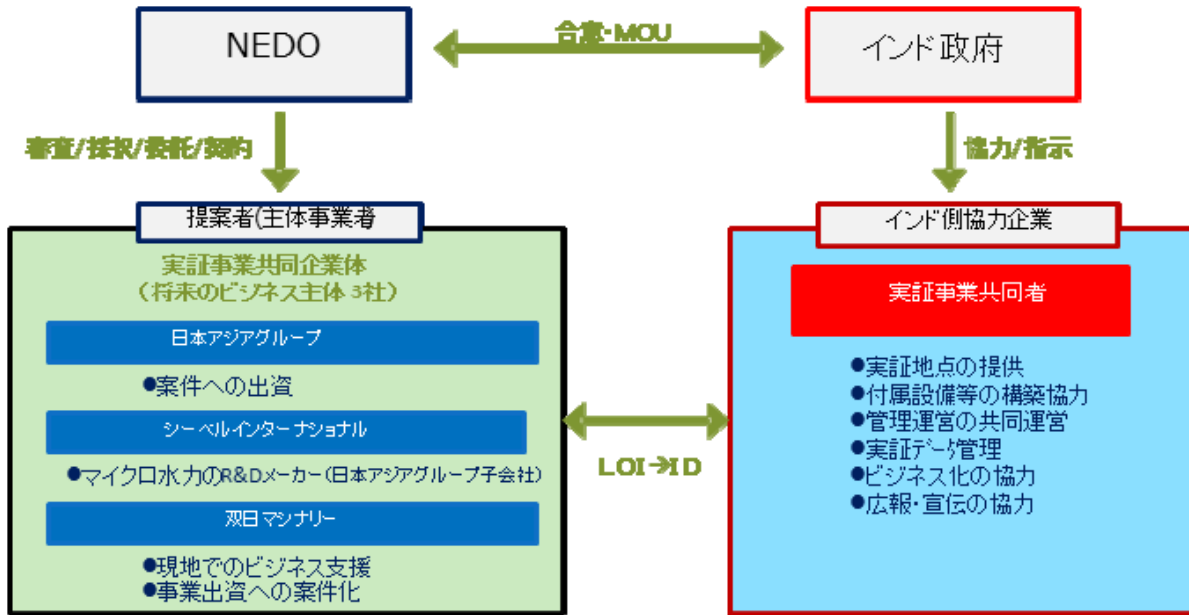 NEDO
合意・MOU
インド政府
審査/採択/委託/契約
協力/指示
提案者(主体事業者)
実証事業共同企業体
(将来のビジネス主体 3社)
日本アジアグループ
●案件への出資
シーベルインターナショナル
●マイクロ水力のR&Dメーカー(日本アジアグループ子会社)
双日マシナリー
●現地でのビジネス支援
●事業出資への案件化
LOI→ID
インド側協力企業
実証事業共同者
●実証地点の提供
●付属設備等の構築協力
●管理運営の共同運営
●実証データ管理
●ビジネス化の協力
●広報・宣伝の協力